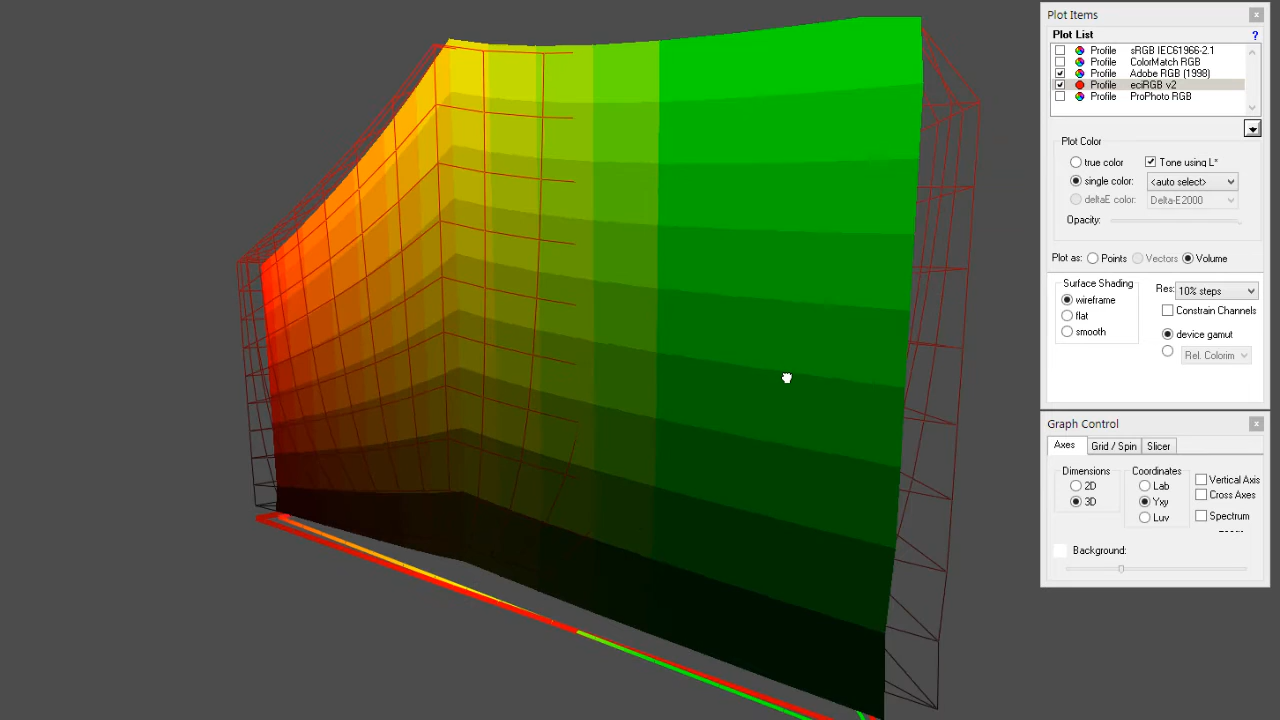 Plot Items
Plot List ?
Profile sRGB IEC61966-2.1
Profile ColorMatch RGB
Profile Adobe RGB (1998)
Profile eciRGB v2
Profile ProPhoto RGB
Plot Color
true color Tone using L*
single color: <auto select>
deltaE color: Delta-E2000
Opacity:
Plot as: Points Vectors Volume
Surface Shading
wireframe
flat
smooth
Res: 10% steps
Constrain Channels
device gamut
Rel. Colorim
Graph Control
Axes Grid / Spin Slicer
Dimensions
2D
3D
Coordinates
Lab
Yxy
Luv
Vertical Axis
Cross Axes
Spectrum
Background: